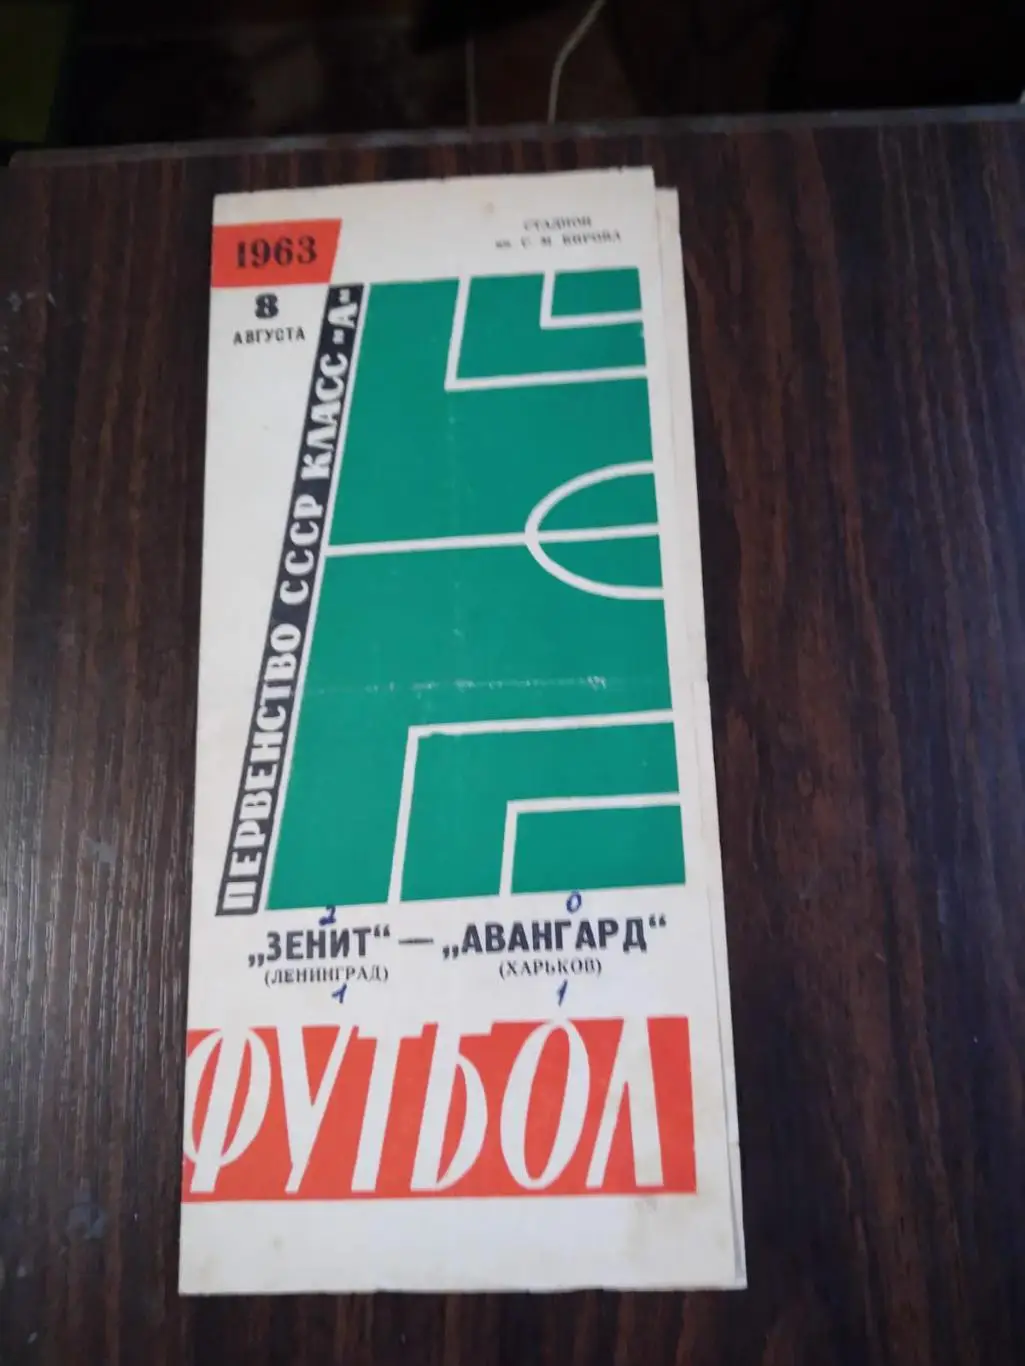 1963
8
АВГУСТА
СТАДИОН
им. С. М. КИРОВА
ПЕРВЕНСТВО СССР КЛАСС „А“
2 0
„ЗЕНИТ“ — „АВАНГАРД“
(ЛЕНИНГРАД) (ХАРЬКОВ)
1 1
ФУТБОЛ